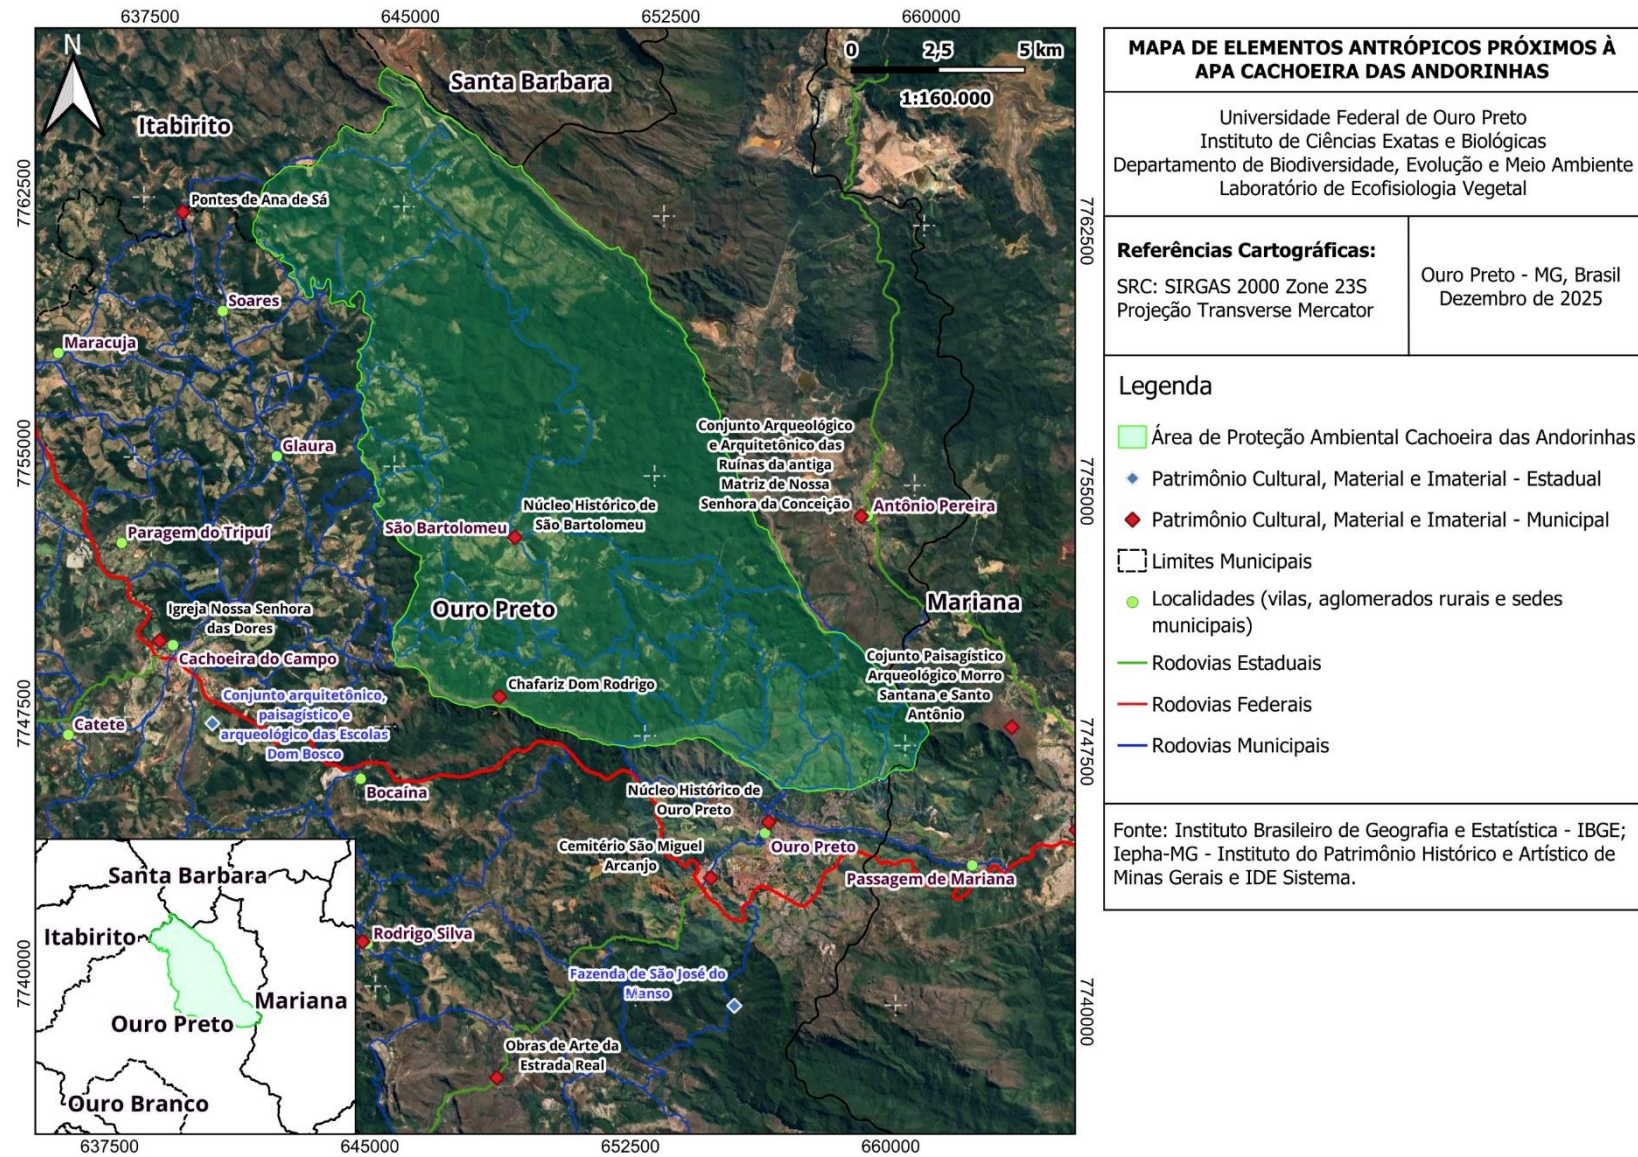 637500
645000
652500
660000
N
0
2,5
5 km
1:160.000
Santa Barbara
Itabirito
7762500
7762500
Pontes de Ana de Sá
Soares
Maracuja
Glaura
7755000
7755000
Conjunto Arqueológico
e Arquitetônico das
Ruínas da antiga
Matriz de Nossa
Senhora da Conceição
Antônio Pereira
Núcleo Histórico de
São Bartolomeu
São Bartolomeu
Paragem do Tripuí
Ouro Preto
Mariana
Igreja Nossa Senhora
das Dores
Cachoeira do Campo
Cojunto Paisagístico
Arqueológico Morro
Santana e Santo
Antônio
Chafariz Dom Rodrigo
7747500
7747500
Catete
Conjunto arquitetônico,
paisagístico e
arqueológico das Escolas
Dom Bosco
Bocaína
Núcleo Histórico de
Ouro Preto
Ouro Preto
Cemitério São Miguel
Arcanjo
Passagem de Mariana
Rodrigo Silva
Fazenda de São José do
Manso
7740000
7740000
Obras de Arte da
Estrada Real
Santa Barbara
Itabirito
Mariana
Ouro Preto
Ouro Branco
637500
645000
652500
660000
MAPA DE ELEMENTOS ANTRÓPICOS PRÓXIMOS À
APA CACHOEIRA DAS ANDORINHAS
Universidade Federal de Ouro Preto
Instituto de Ciências Exatas e Biológicas
Departamento de Biodiversidade, Evolução e Meio Ambiente
Laboratório de Ecofisiologia Vegetal
Referências Cartográficas:
SRC: SIRGAS 2000 Zone 23S
Projeção Transverse Mercator
Ouro Preto - MG, Brasil
Dezembro de 2025
Legenda
Área de Proteção Ambiental Cachoeira das Andorinhas
Patrimônio Cultural, Material e Imaterial - Estadual
Patrimônio Cultural, Material e Imaterial - Municipal
Limites Municipais
Localidades (vilas, aglomerados rurais e sedes
municipais)
Rodovias Estaduais
Rodovias Federais
Rodovias Municipais
Fonte: Instituto Brasileiro de Geografia e Estatística - IBGE;
Iepha-MG - Instituto do Patrimônio Histórico e Artístico de
Minas Gerais e IDE Sistema.